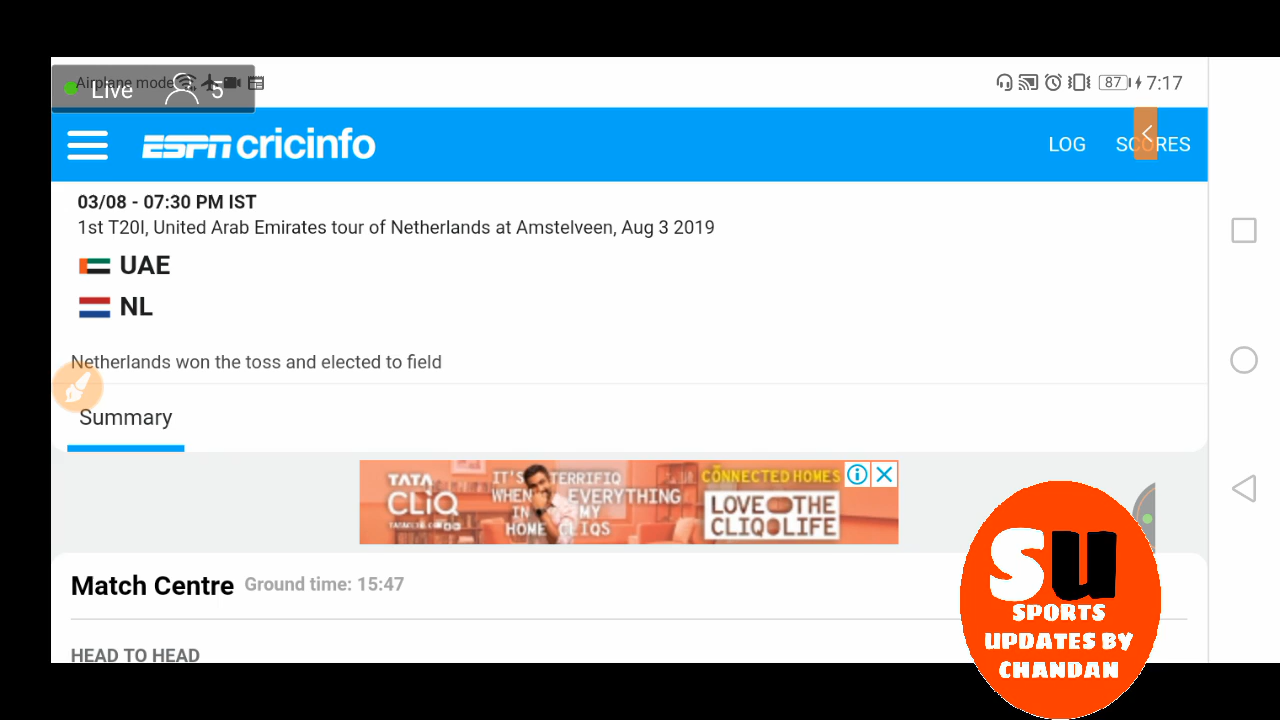 Airplane mode
Live 5
87 7:17
ESPN cricinfo
LOG SCORES
03/08 - 07:30 PM IST
1st T20I, United Arab Emirates tour of Netherlands at Amstelveen, Aug 3 2019
UAE
NL
Netherlands won the toss and elected to field
Summary
TATA
CLiQ
IT'S TERRIFIQ
WHEN EVERYTHING
IN MY
HOME CLIQS
CONNECTED HOMES
LOVE THE
CLIQ LIFE
Match Centre Ground time: 15:47
HEAD TO HEAD
SU
SPORTS
UPDATES BY
CHANDAN